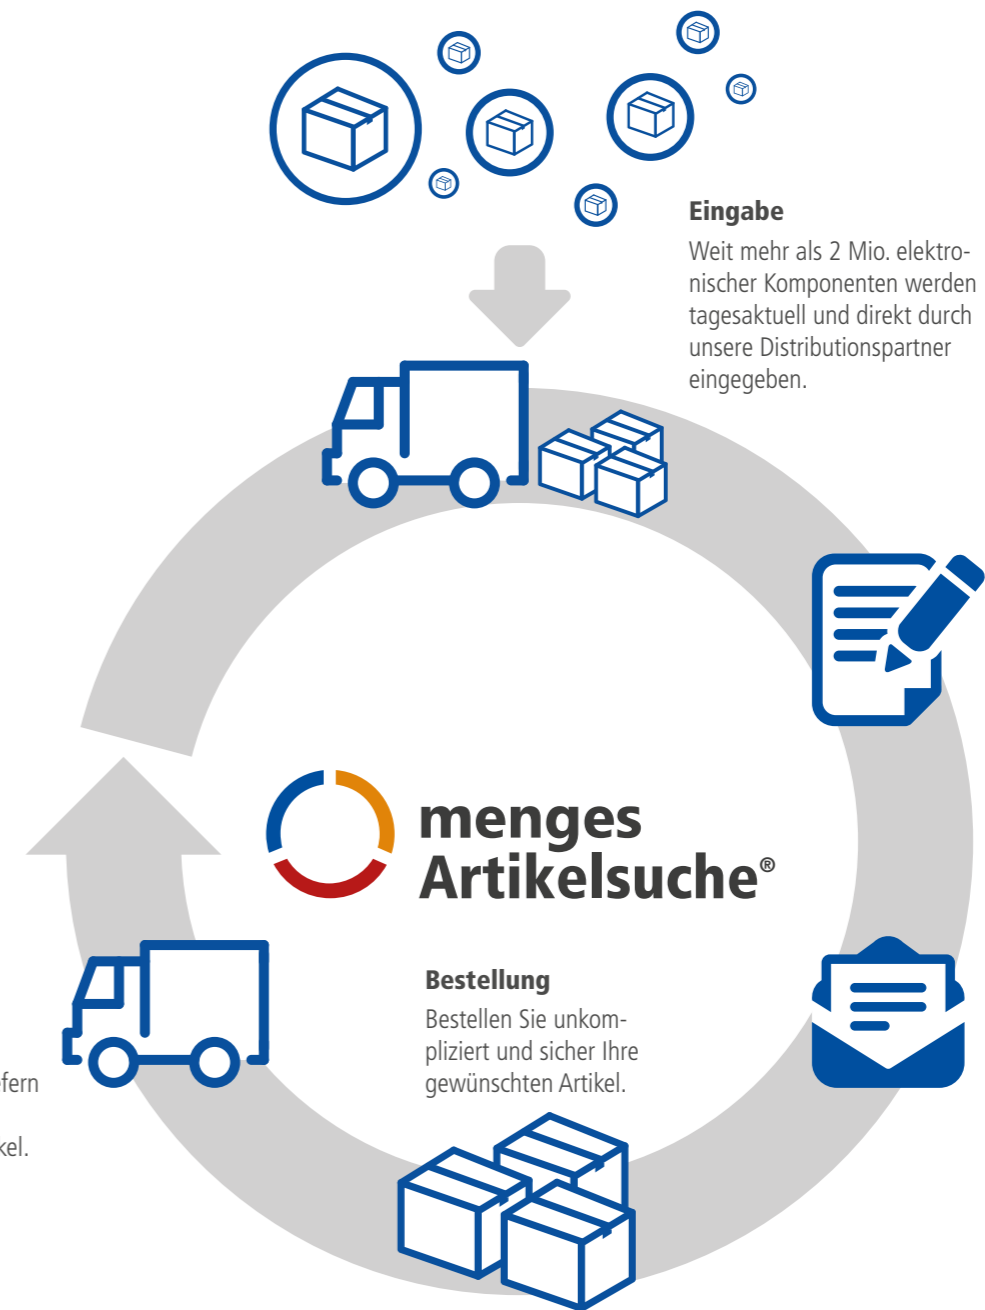 Eingabe
Weit mehr als 2 Mio. elektro-
nischer Komponenten werden
tagesaktuell und direkt durch
unsere Distributionspartner
eingegeben.
menges
Artikelsuche®
Bestellung
Bestellen Sie unkom-
pliziert und sicher Ihre
gewünschten Artikel.